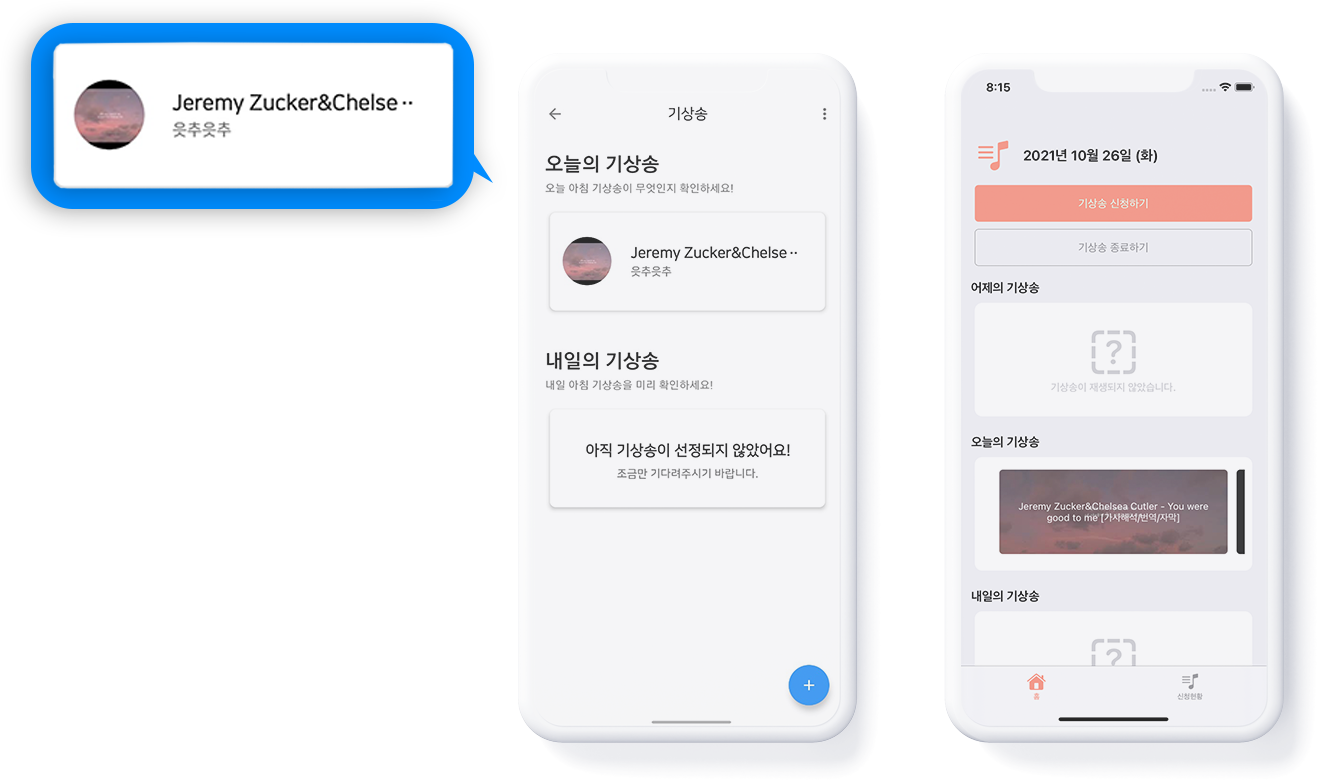 Jeremy Zucker&Chelse··
읏추읏추
기상송
오늘의 기상송
오늘 아침 기상송이 무엇인지 확인하세요!
Jeremy Zucker&Chelse··
읏추읏추
내일의 기상송
내일 아침 기상송을 미리 확인하세요!
아직 기상송이 선정되지 않았어요!
조금만 기다려주시기 바랍니다.
+
8:15
2021년 10월 26일 (화)
기상송 신청하기
기상송 종료하기
어제의 기상송
?
기상송이 재생되지 않았습니다.
오늘의 기상송
Jeremy Zucker&Chelsea Cutler - You were
good to me [가사해석/번역/자막]
내일의 기상송
?
홈
신청현황